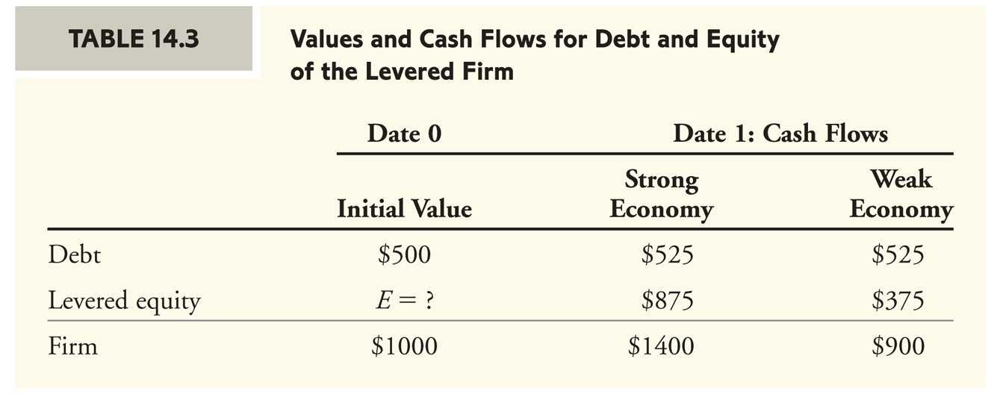 TABLE 14.3
Values and Cash Flows for Debt and Equity
of the Levered Firm
Date 0 Date 1: Cash Flows
Strong Weak
Initial Value Economy Economy
Debt $500 $525 $525
Levered equity E = ? $875 $375
Firm $1000 $1400 $900